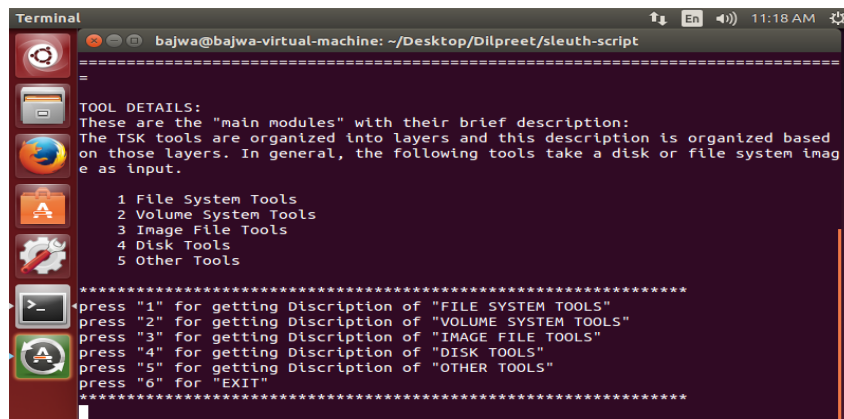 Terminal
En 11:18 AM
bajwa@bajwa-virtual-machine: ~/Desktop/Dilpreet/sleuth-script
===============================================================================
=
TOOL DETAILS:
These are the "main modules" with their brief description:
The TSK tools are organized into layers and this description is organized based
on those layers. In general, the following tools take a disk or file system imag
e as input.
1 File System Tools
2 Volume System Tools
3 Image File Tools
4 Disk Tools
5 Other Tools
****************************************************************
press "1" for getting Discription of "FILE SYSTEM TOOLS"
press "2" for getting Discription of "VOLUME SYSTEM TOOLS"
press "3" for getting Discription of "IMAGE FILE TOOLS"
press "4" for getting Discription of "DISK TOOLS"
press "5" for getting Discription of "OTHER TOOLS"
press "6" for "EXIT"
****************************************************************